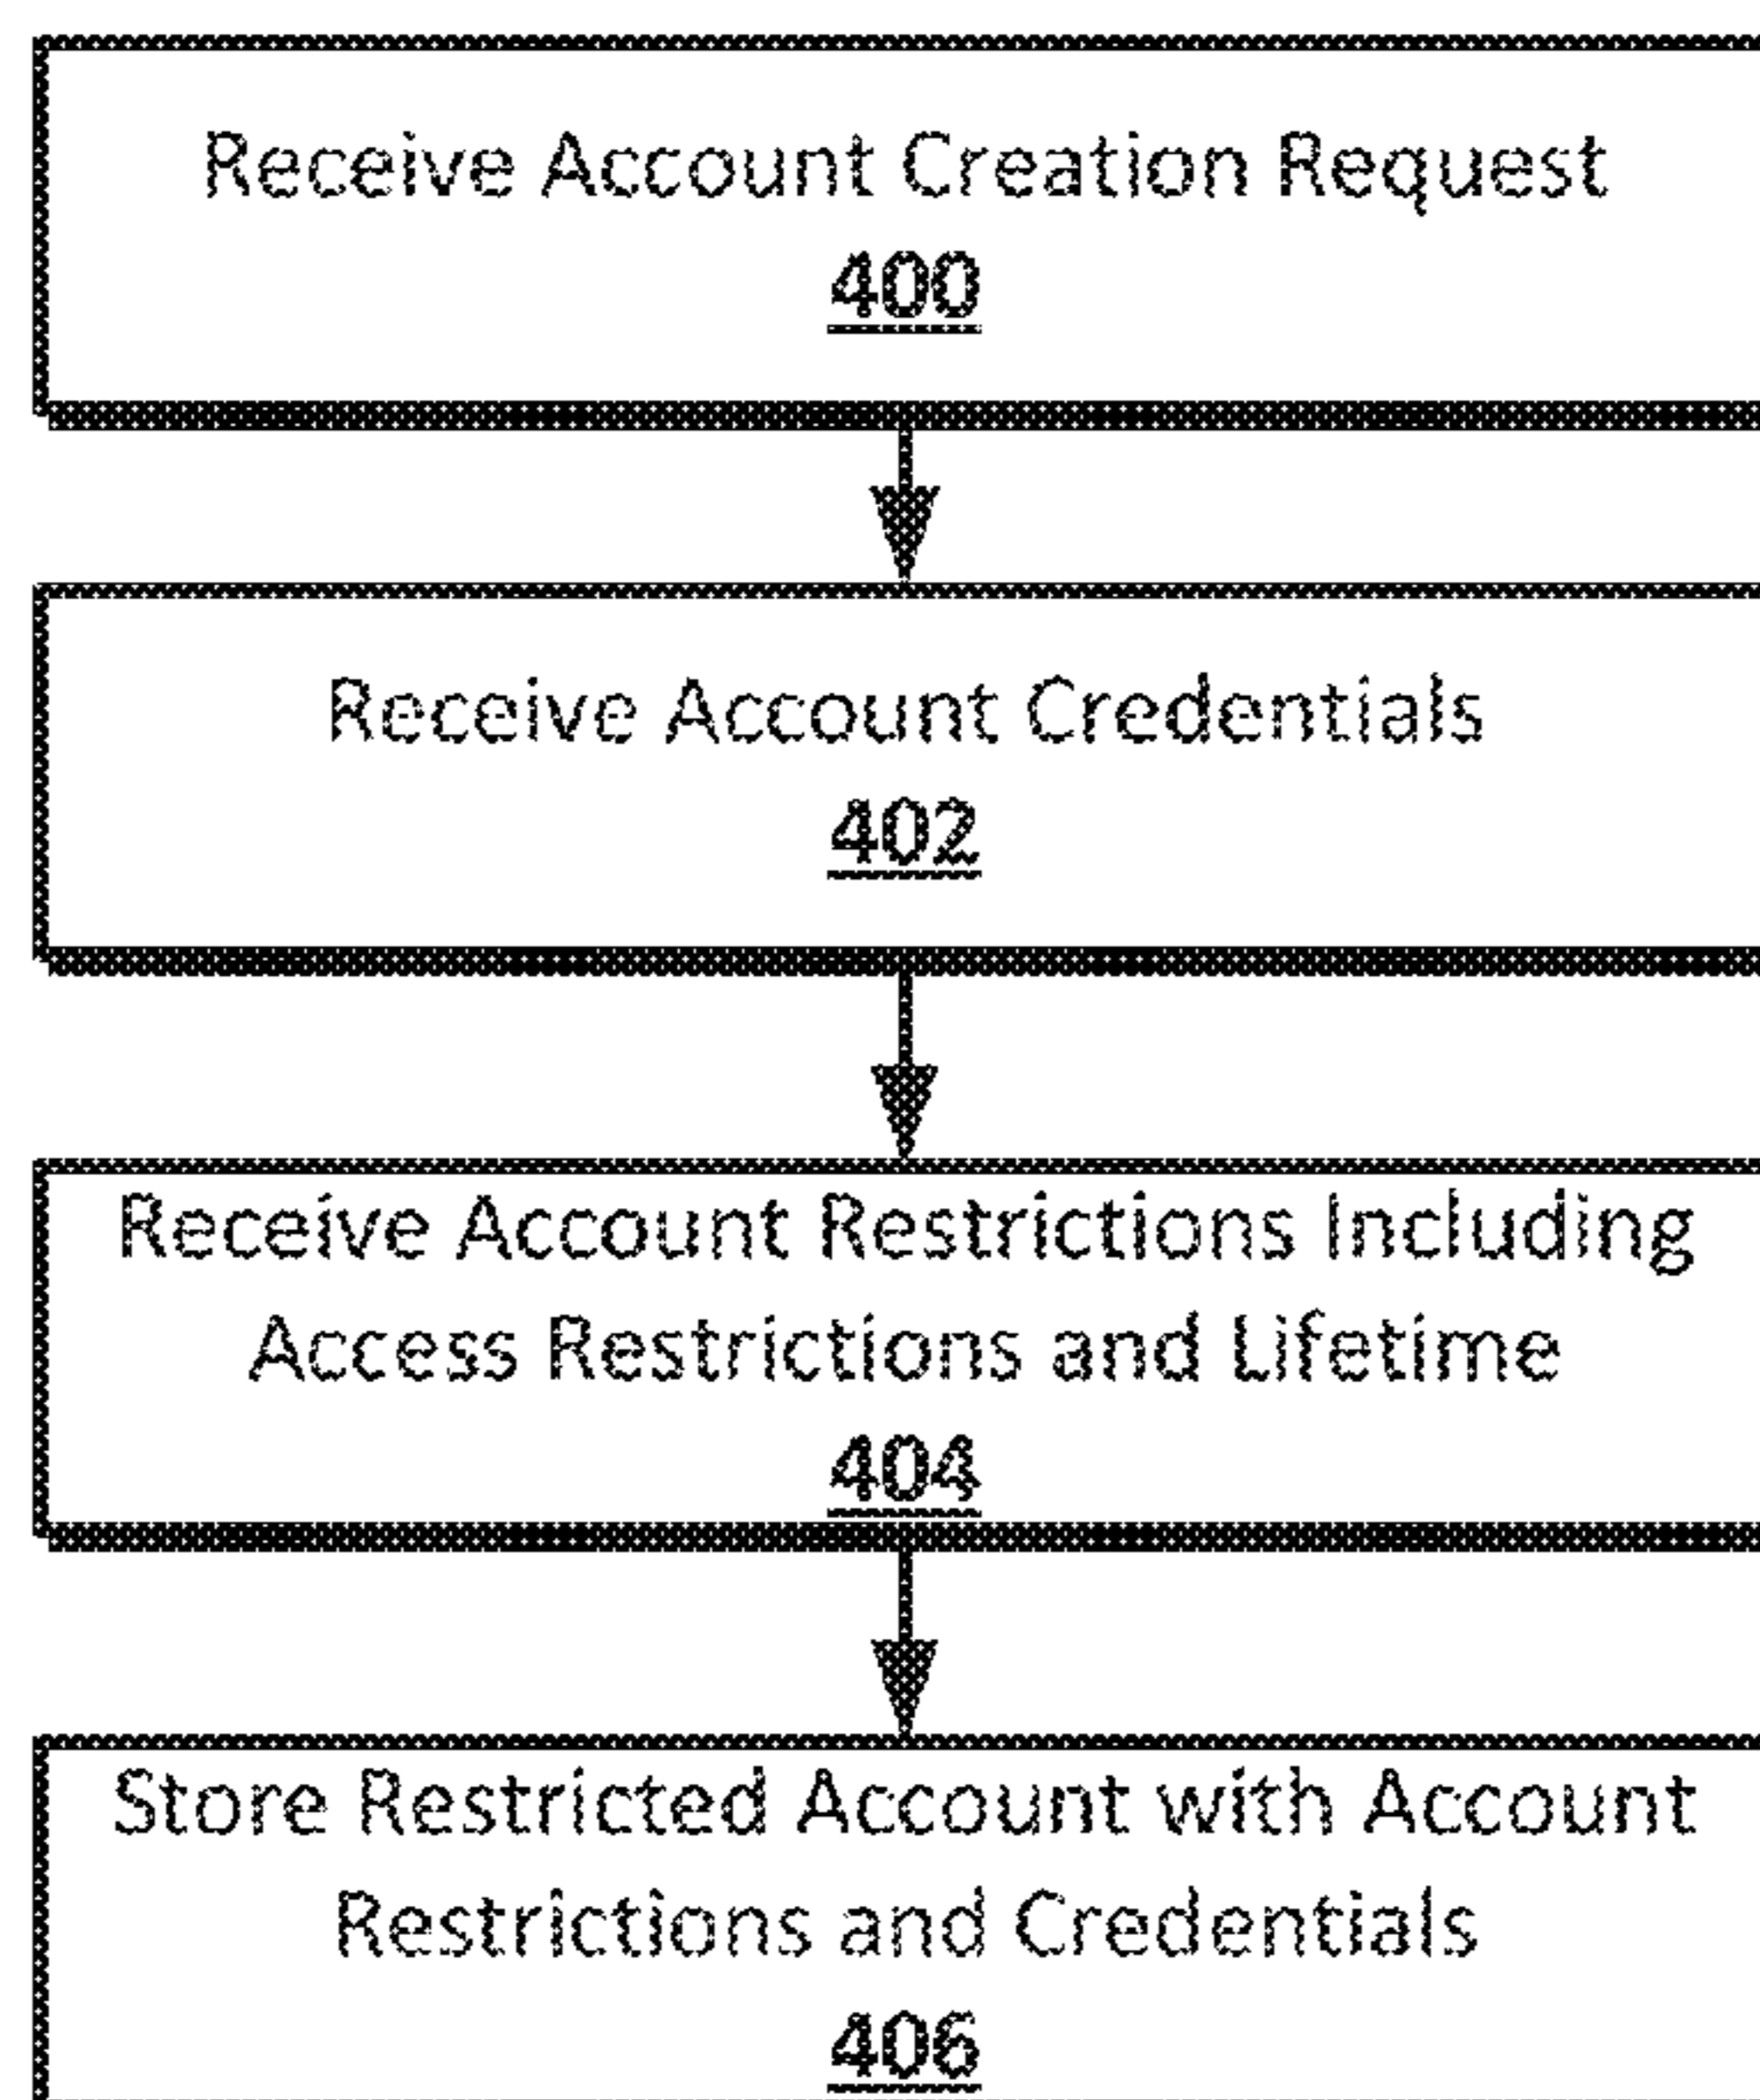 Receive Account Creation Request
400
Receive Account Credentials
402
Receive Account Restrictions Including
Access Restrictions and Lifetime
404
Store Restricted Account with Account
Restrictions and Credentials
406